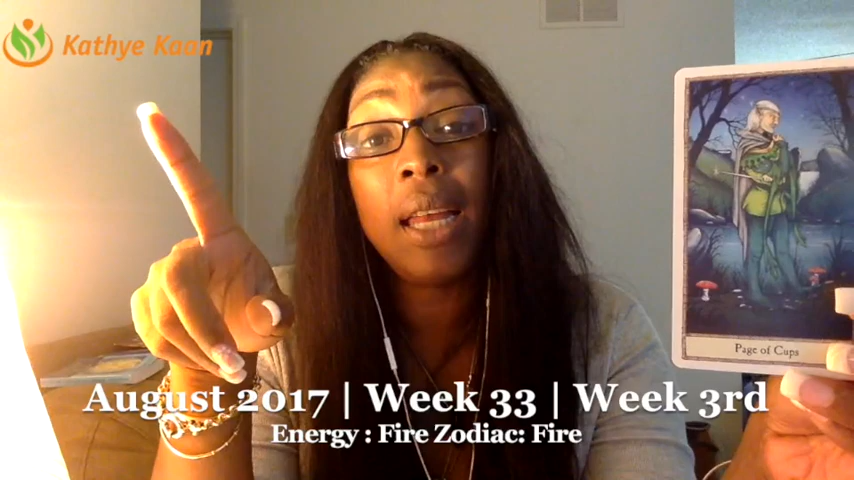 Kathye Kaan
Page of Cups
August 2017 | Week 33 | Week 3rd
Energy : Fire Zodiac: Fire